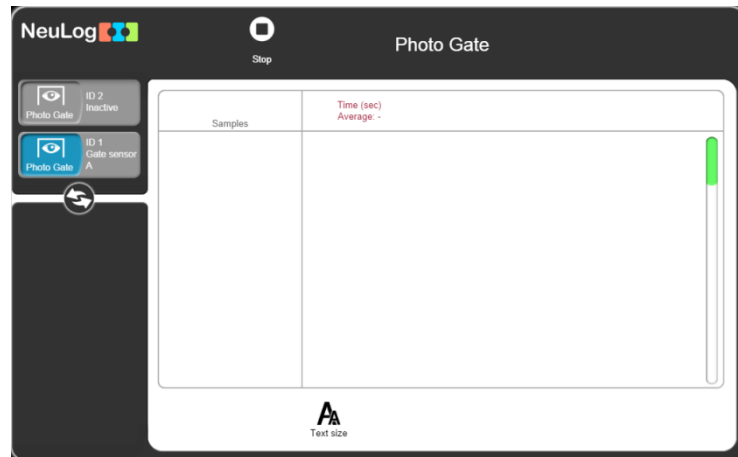 NeuLog
Stop
Photo Gate
Photo Gate
ID 2
Inactive
Photo Gate
ID 1
Gate sensor
A
Samples
Time (sec)
Average: -
Text size